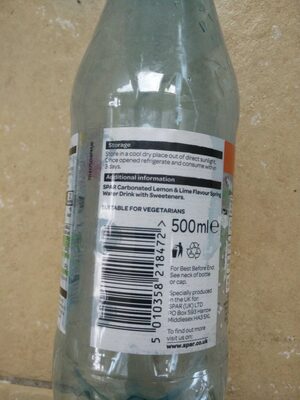 Storage
Store in a cool dry place out of direct sunlight.
Once opened refrigerate and consume within
3 days.
Additional information
SPAR Carbonated Lemon & Lime Flavour Spring
Water Drink with Sweeteners.
SUITABLE FOR VEGETARIANS
500ml e
For Best Before End:
See neck of bottle
or cap.
Specially produced
in the UK for
SPAR (UK) LTD
PO Box 593 Harrow
Middlesex HA3 5XL
To find out more
visit us on:
www.spar.co.uk
5 010358 218472 >